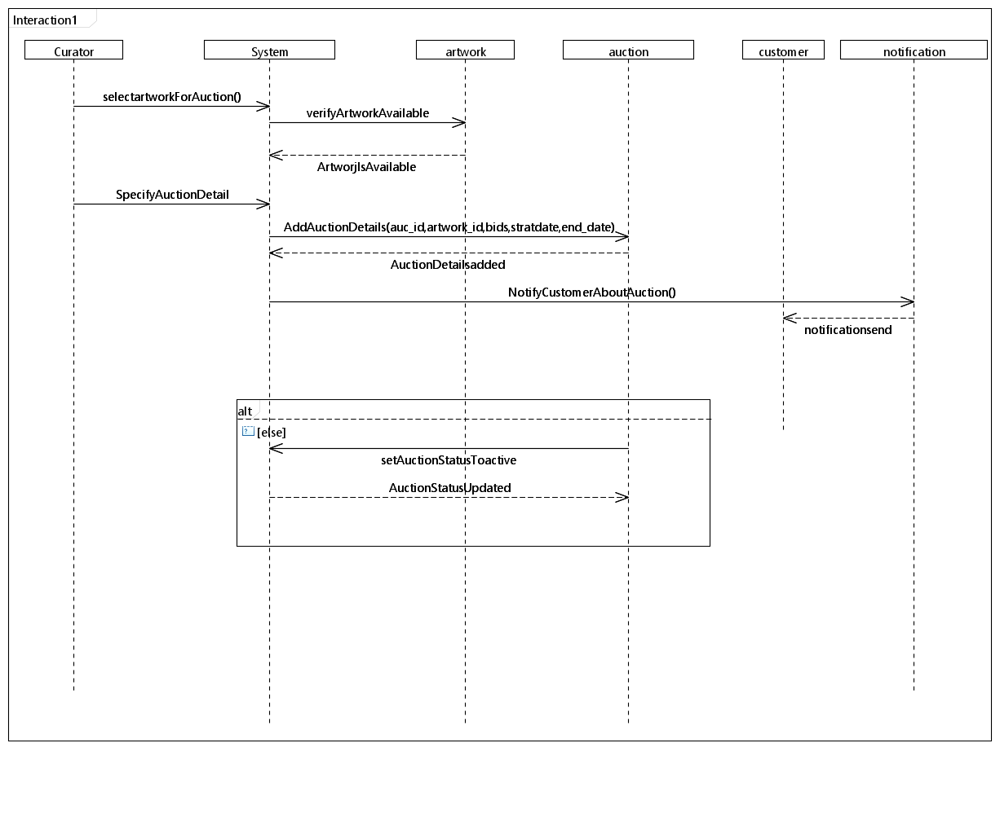 Interaction1
Curator
System
artwork
auction
customer
notification
selectartworkForAuction()
verifyArtworkAvailable
ArtworjIsAvailable
SpecifyAuctionDetail
AddAuctionDetails(auc_id,artwork_id,bids,stratdate,end_date)
AuctionDetailsadded
NotifyCustomerAboutAuction()
notificationsend
alt
[else]
setAuctionStatusToactive
AuctionStatusUpdated